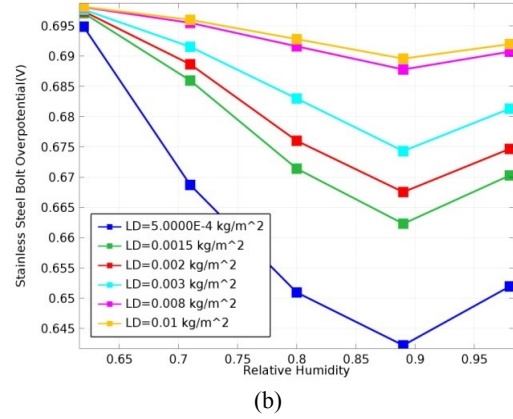 0.695
0.69
0.685
0.68
0.675
0.67
0.665
0.66
0.655
0.65
0.645
Stainless Steel Bolt Overpotential(V)
LD=5.0000E-4 kg/m^2
LD=0.0015 kg/m^2
LD=0.002 kg/m^2
LD=0.003 kg/m^2
LD=0.008 kg/m^2
LD=0.01 kg/m^2
0.65 0.7 0.75 0.8 0.85 0.9 0.95
Relative Humidity
(b)